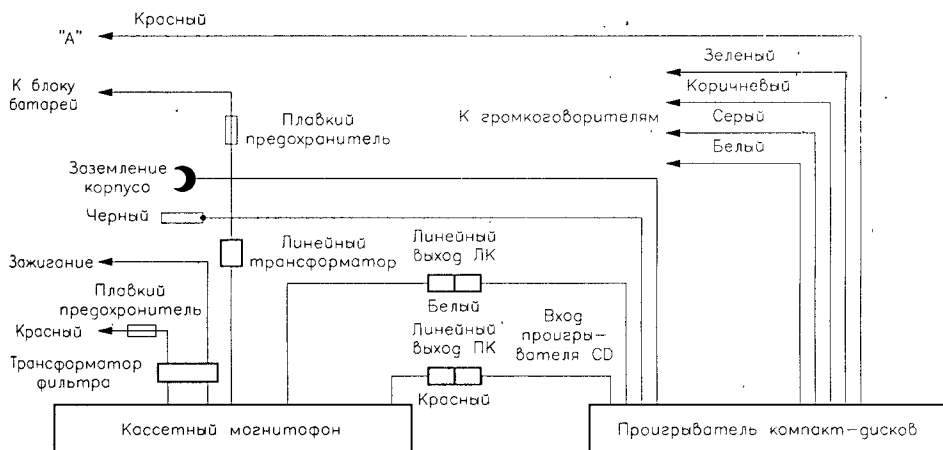 Красный
"А"
Зеленый
К блоку
батарей
Коричневый
Плавкий
предохранитель
К громкоговорителям
Серый
Белый
Заземление
корпуса
Черный
Линейный
трансформатор
Линейный
выход ЛК
Зажигание
Белый
Плавкий
предохранитель
Красный
Линейный
выход ПК
Вход
проигры-
вателя CD
Трансформатор
фильтра
Красный
Кассетный магнитофон
Проигрыватель компакт-дисков